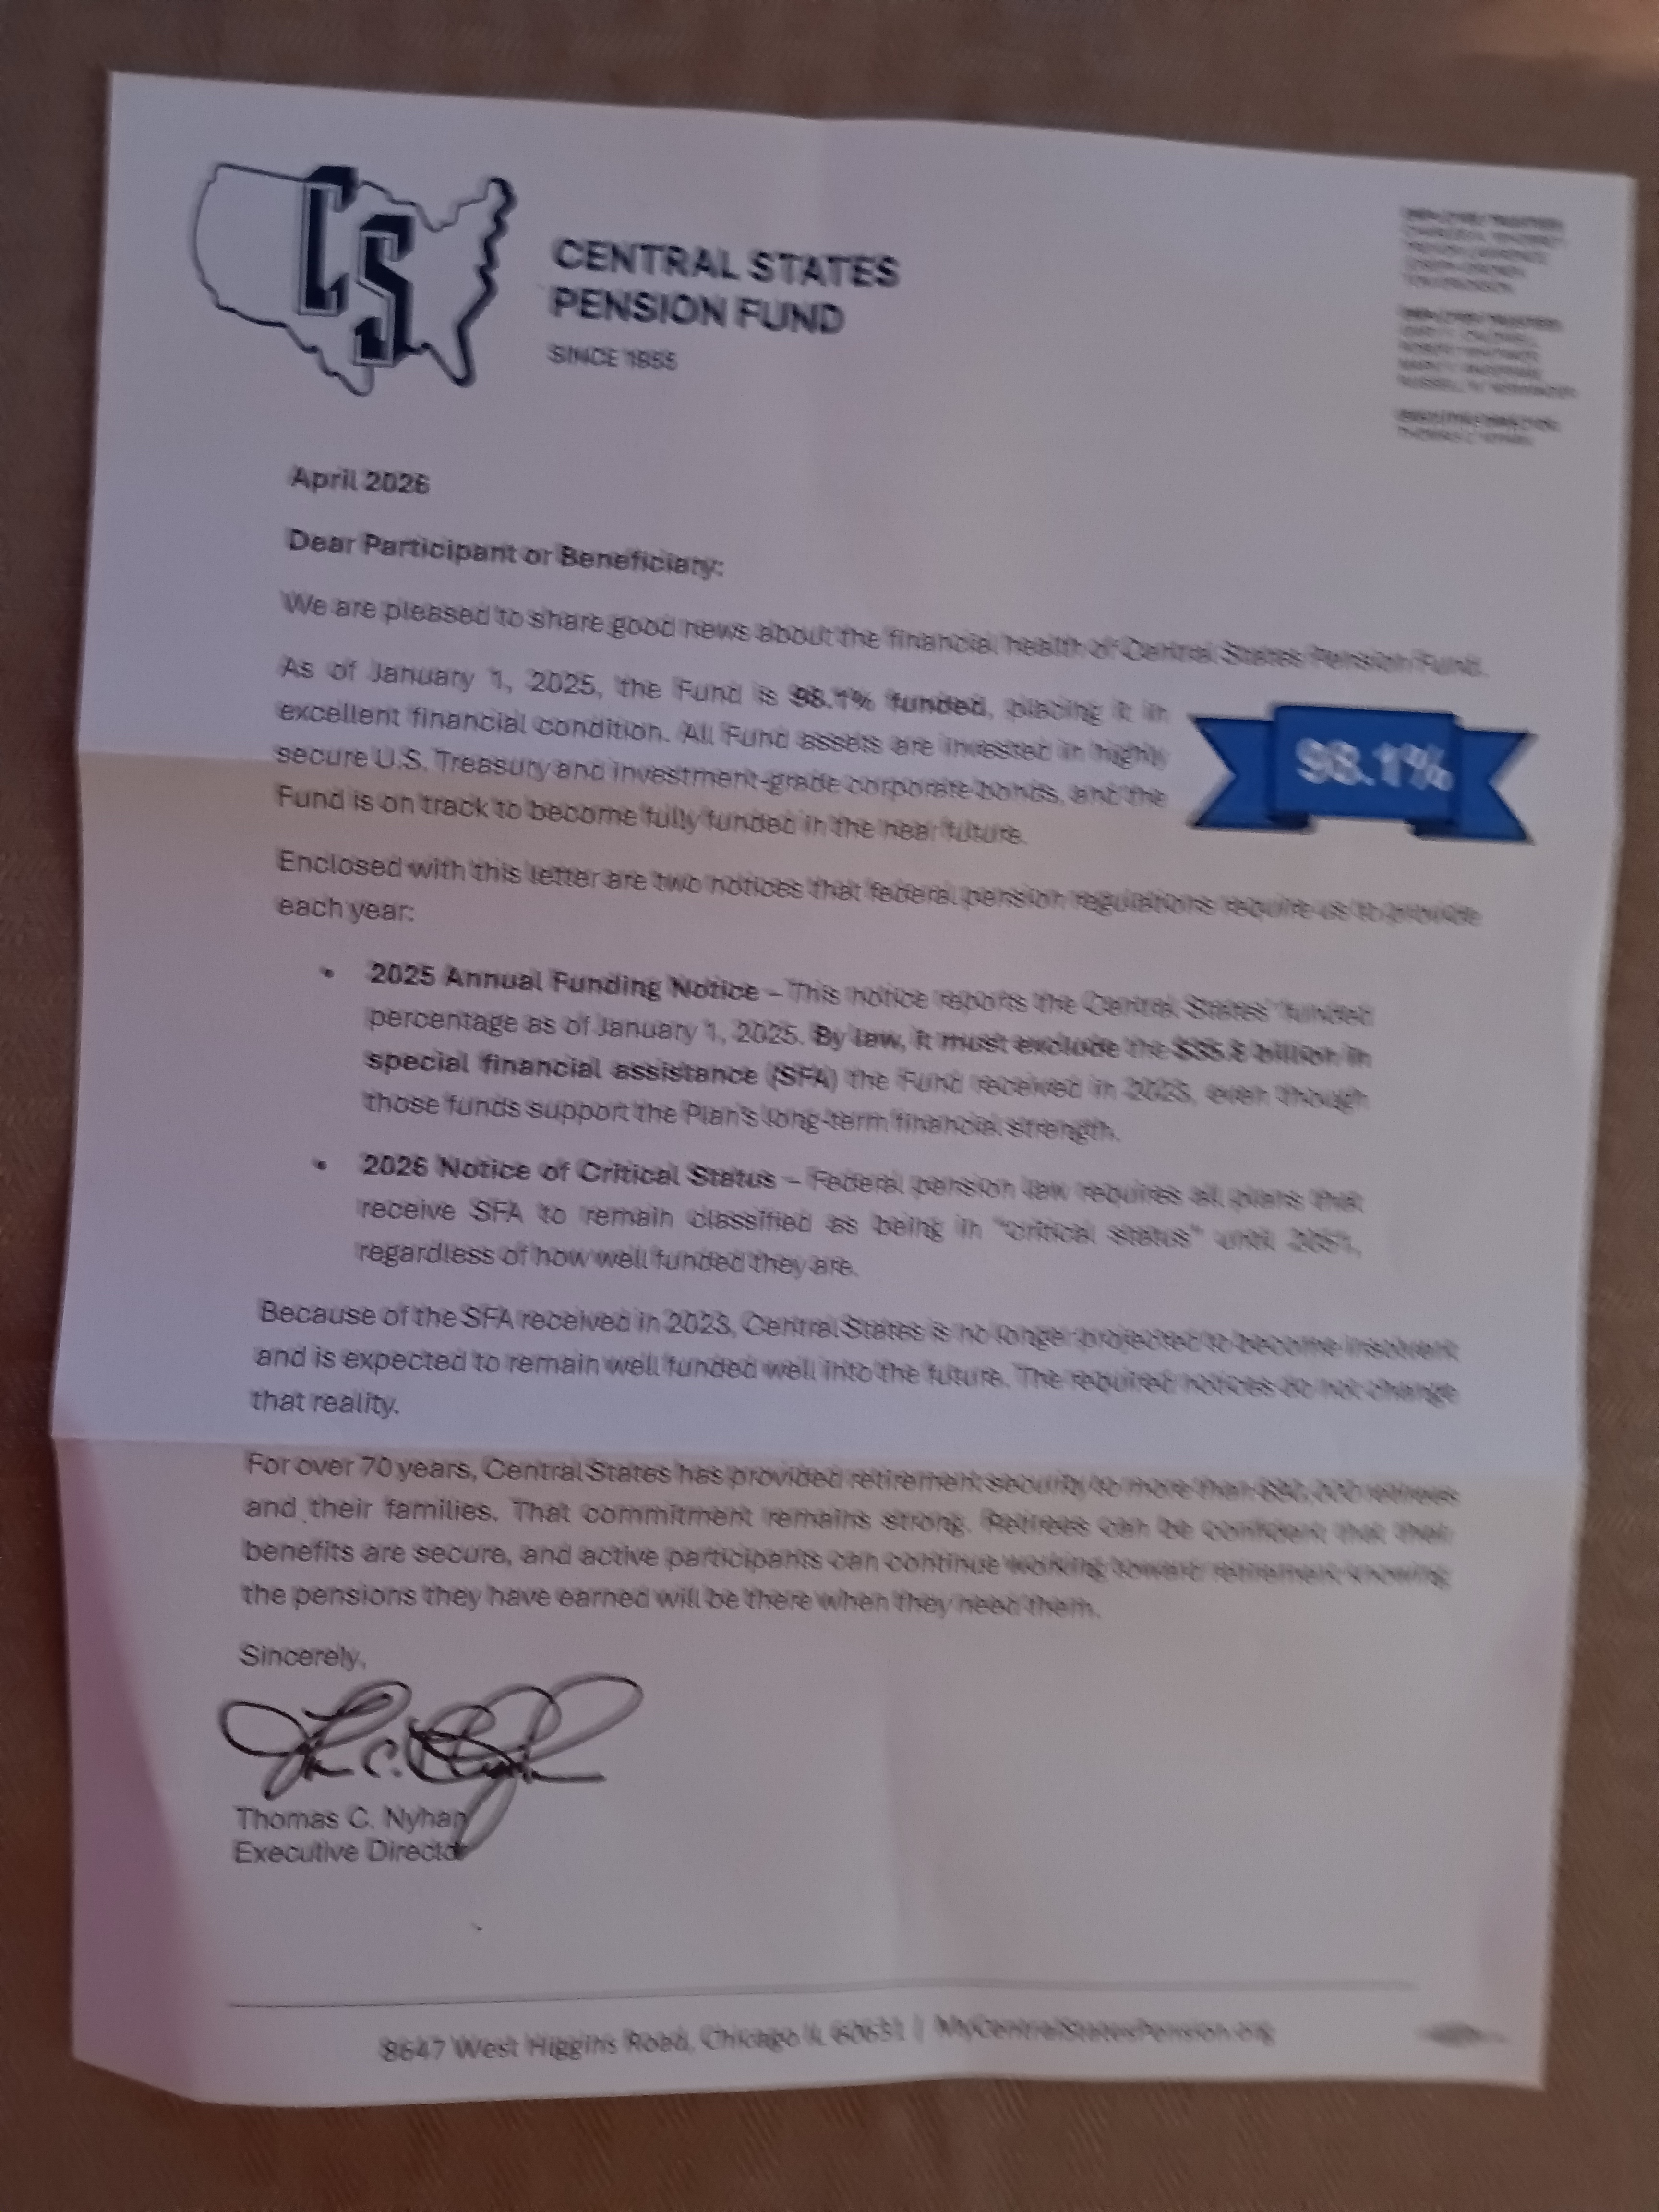 CS
CENTRAL STATES
PENSION FUND
SINCE 1955
April 2026
Dear Participant or Beneficiary:
We are pleased to share good news about the financial health of Central States Pension Fund.
As of January 1, 2025, the Fund is 98.1% funded, placing it in
excellent financial condition. All Fund assets are invested in highly
secure U.S. Treasury and investment-grade corporate bonds, and the
Fund is on track to become fully funded in the near future.
98.1%
Enclosed with this letter are two notices that federal pension regulations require us to provide
each year:
• 2025 Annual Funding Notice – This notice reports the Central States' funded
percentage as of January 1, 2025. By law, it must exclude the billion in
special financial assistance (SFA) the Fund received in 2023, even though
those funds support the Plan's long-term financial strength.
• 2026 Notice of Critical Status – Federal pension law requires all plans that
receive SFA to remain classified as being in "critical status" until 2051,
regardless of how well funded they are.
Because of the SFA received in 2023, Central States is no longer projected to become insolvent
and is expected to remain well funded well into the future. The required notices do not change
that reality.
For over 70 years, Central States has provided retirement security to more than retirees
and their families. That commitment remains strong. Retirees can be confident that their
benefits are secure, and active participants can continue working toward retirement knowing
the pensions they have earned will be there when they need them.
Sincerely,
Thomas C. Nyhan
Executive Director
8647 West Higgins Road, Chicago IL 60631 | MyCentralStatesPension.org